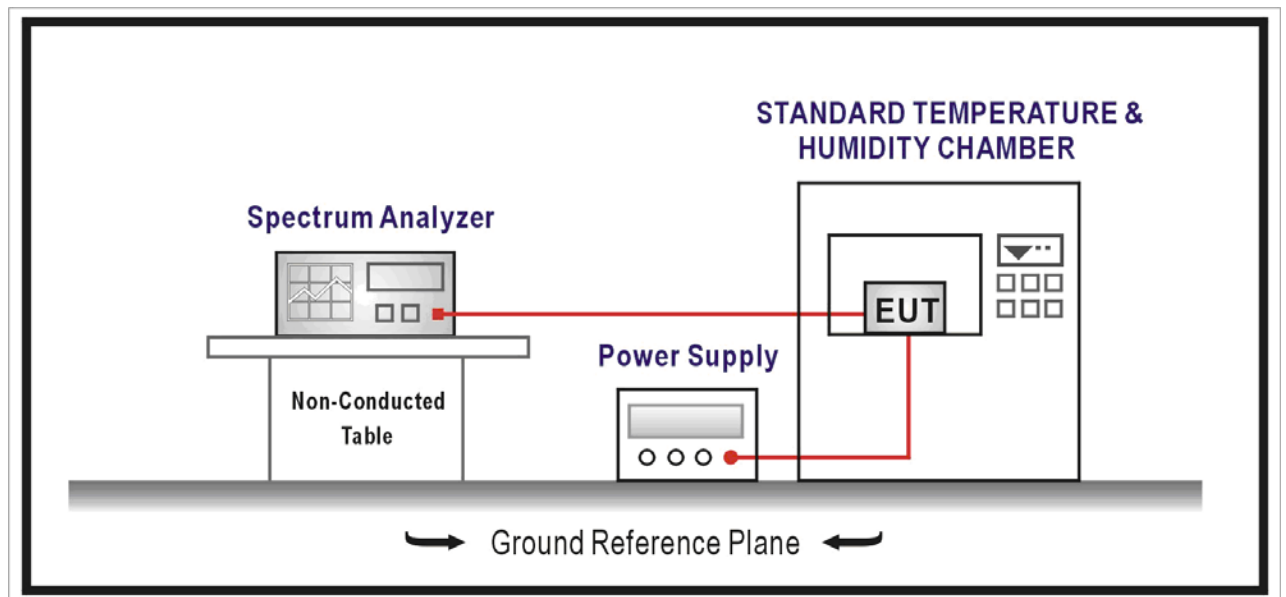 STANDARD TEMPERATURE &
HUMIDITY CHAMBER
Spectrum Analyzer
EUT
Power Supply
Non-Conducted
Table
Ground Reference Plane